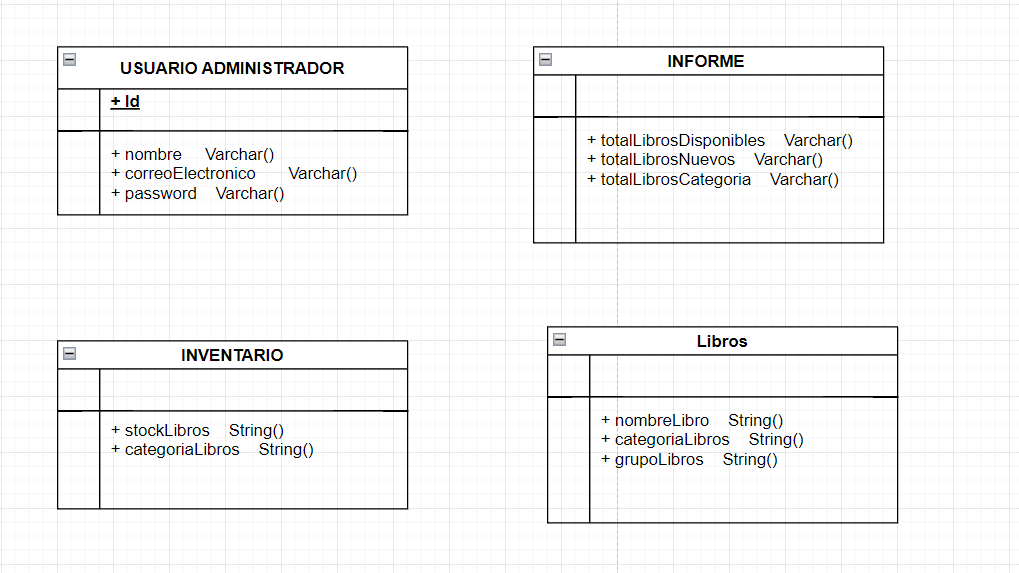 USUARIO ADMINISTRADOR
+ Id
+ nombre Varchar()
+ correoElectronico Varchar()
+ password Varchar()
INFORME
+ totalLibrosDisponibles Varchar()
+ totalLibrosNuevos Varchar()
+ totalLibrosCategoria Varchar()
INVENTARIO
+ stockLibros String()
+ categoriaLibros String()
Libros
+ nombreLibro String()
+ categoriaLibros String()
+ grupoLibros String()